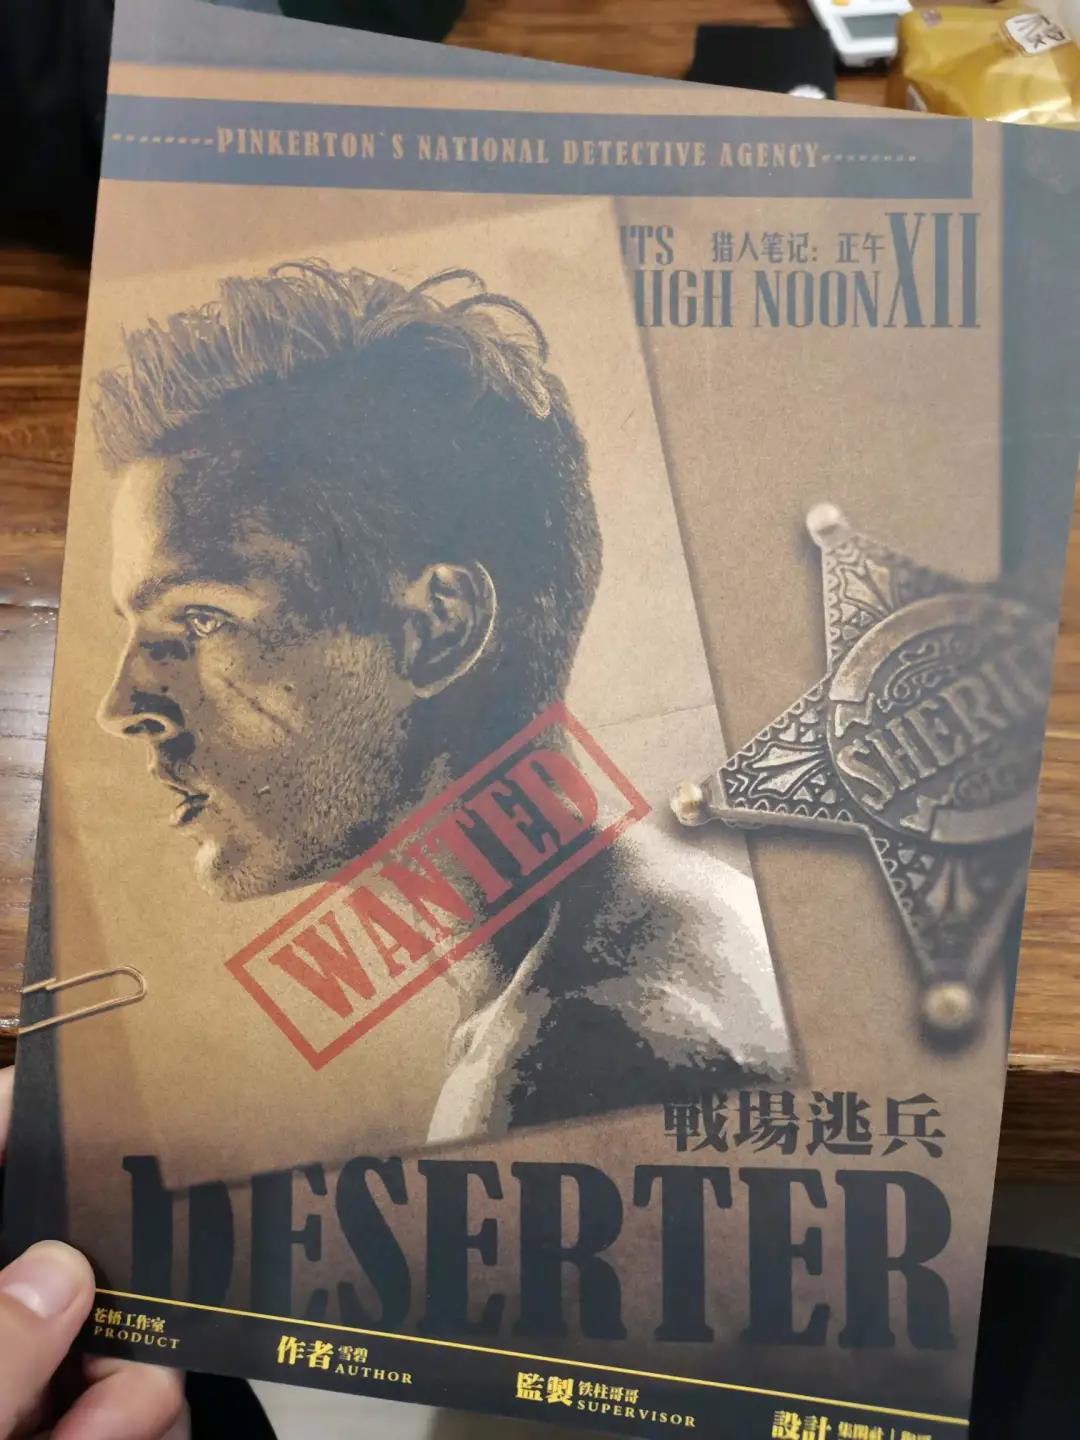 PINKERTON`S NATIONAL DETECTIVE AGENCY
猎人笔记：正午
NOON XII
SHERI
WANTED
戰場逃兵
DESERTER
苍梧工作室
PRODUCT
作者 雪碧
AUTHOR
監製 铁柱哥哥
SUPERVISOR
設計